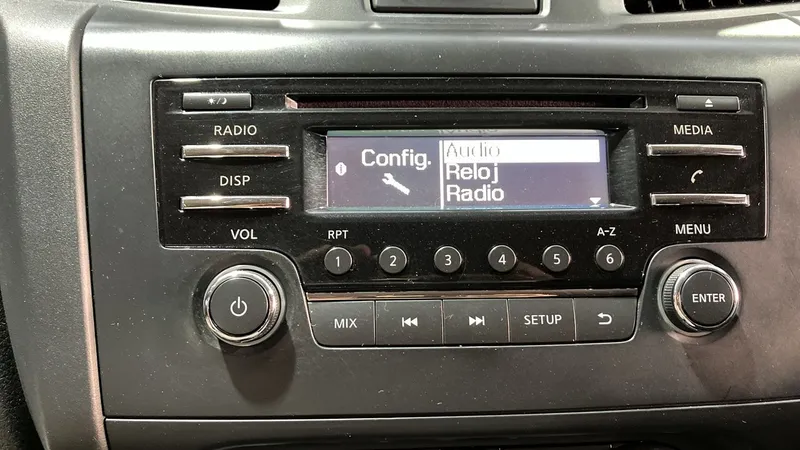 RADIO
DISP
VOL
Config.
Audio
Reloj
Radio
MEDIA
MENU
RPT
A-Z
1
2
3
4
5
6
MIX
SETUP
ENTER